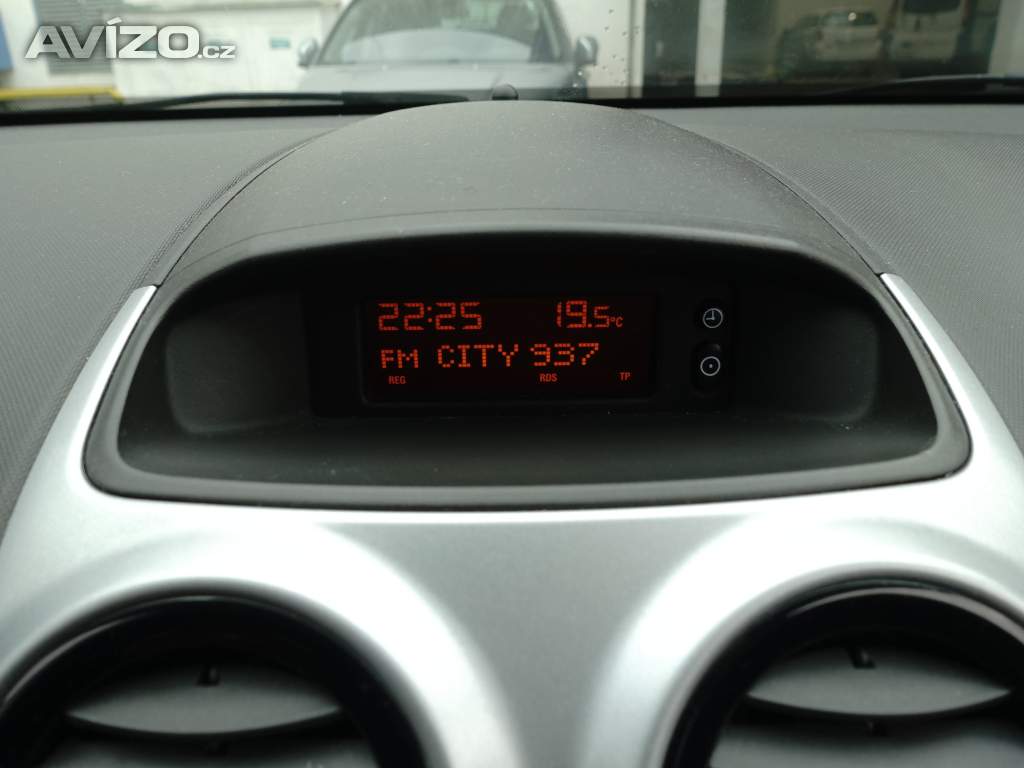 AVÍZO.cz
22:25 19.5°C
FM CITY 937
REG RDS TP